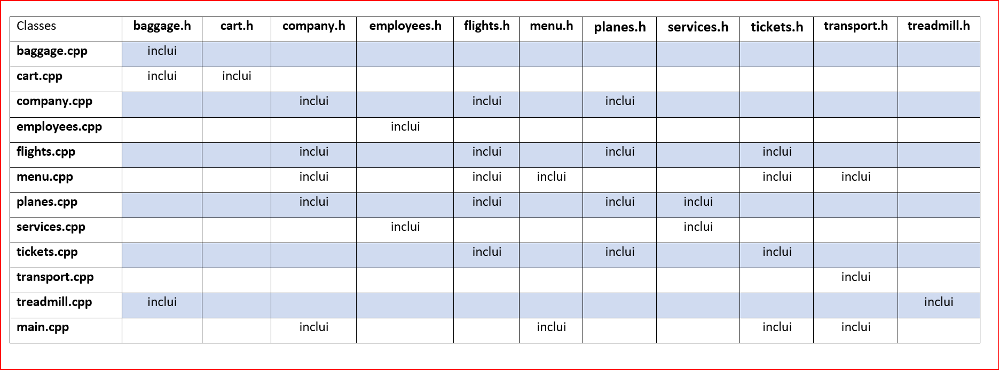 Classes baggage.h cart.h company.h employees.h flights.h menu.h planes.h services.h tickets.h transport.h treadmill.h
baggage.cpp inclui
cart.cpp inclui inclui
company.cpp inclui inclui inclui
employees.cpp inclui
flights.cpp inclui inclui inclui inclui
menu.cpp inclui inclui inclui inclui inclui
planes.cpp inclui inclui inclui inclui
services.cpp inclui inclui
tickets.cpp inclui inclui inclui
transport.cpp inclui
treadmill.cpp inclui inclui
main.cpp inclui inclui inclui inclui